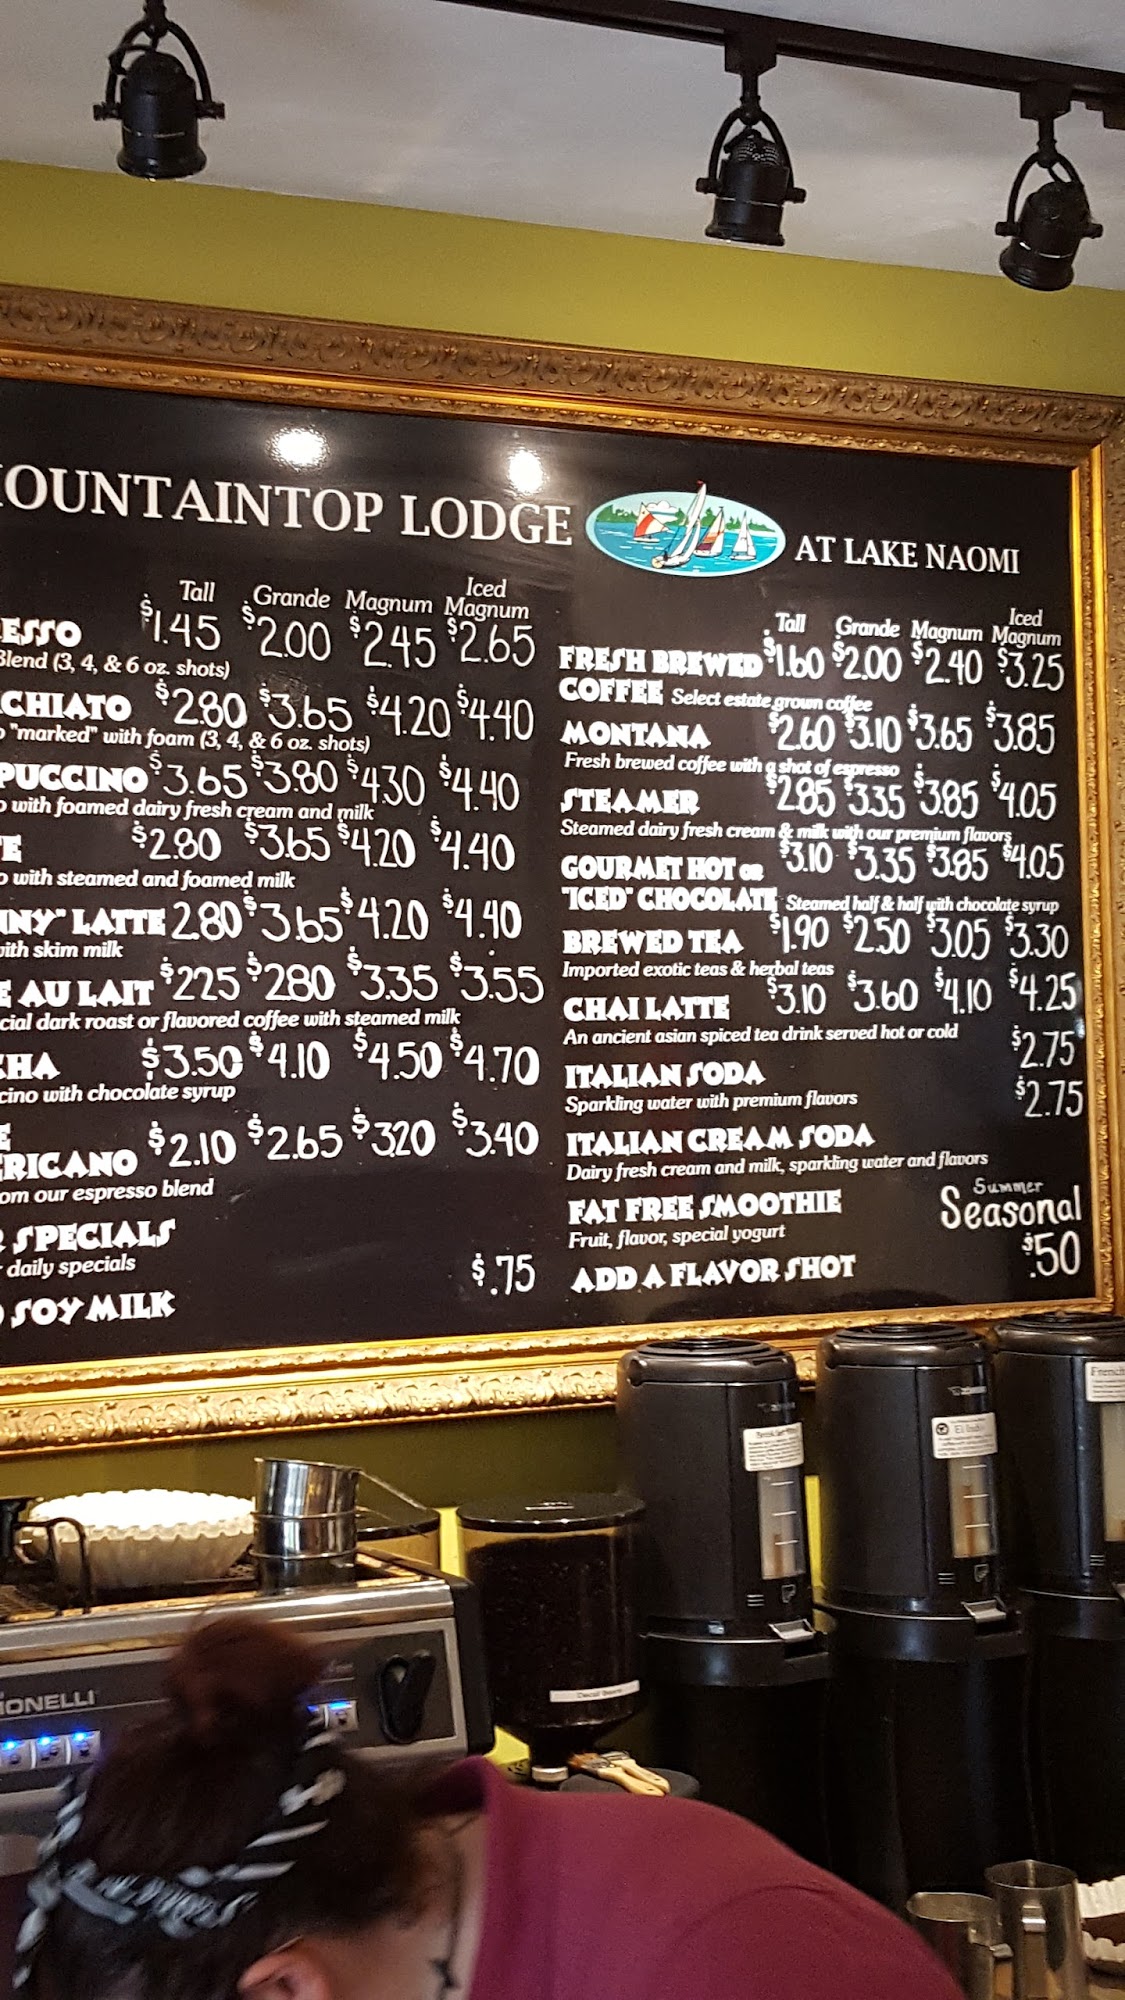 OUNTAINTOP LODGE AT LAKE NAOMI
Tall Grande Magnum Iced Magnum
ESSO $1.45 $2.00 $2.45 $2.65
Blend (3, 4, & 6 oz. shots)
CHIATO $2.80 $3.65 $4.20 $4.40
o "marked" with foam (3, 4, & 6 oz. shots)
PUCCINO $3.65 $3.80 $4.30 $4.40
o with foamed dairy fresh cream and milk
E $2.80 $3.65 $4.20 $4.40
o with steamed and foamed milk
NNY" LATTE 2.80 $3.65 $4.20 $4.40
with skim milk
E AU LAIT $2.25 $2.80 $3.35 $3.55
cial dark roast or flavored coffee with steamed milk
CHA $3.50 $4.10 $4.50 $4.70
cino with chocolate syrup
E
ERICANO $2.10 $2.65 $3.20 $3.40
om our espresso blend
SPECIALS
daily specials
SOY MILK $.75
Tall Grande Magnum Iced Magnum
FRESH BREWED $1.60 $2.00 $2.40 $3.25
COFFEE Select estate grown coffee
MONTANA $2.60 $3.10 $3.65 $3.85
Fresh brewed coffee with a shot of espresso
STEAMER $2.85 $3.35 $3.85 $4.05
Steamed dairy fresh cream & milk with our premium flavors
GOURMET HOT OR $3.10 $3.35 $3.85 $4.05
"ICED" CHOCOLATE Steamed half & half with chocolate syrup
BREWED TEA $1.90 $2.50 $3.05 $3.30
Imported exotic teas & herbal teas
CHAI LATTE $3.10 $3.60 $4.10 $4.25
An ancient asian spiced tea drink served hot or cold
ITALIAN SODA $2.75
Sparkling water with premium flavors
ITALIAN CREAM SODA $2.75
Dairy fresh cream and milk, sparkling water and flavors
FAT FREE SMOOTHIE Summer Seasonal
Fruit, flavor, special yogurt
ADD A FLAVOR SHOT $.50
French
IONELLI